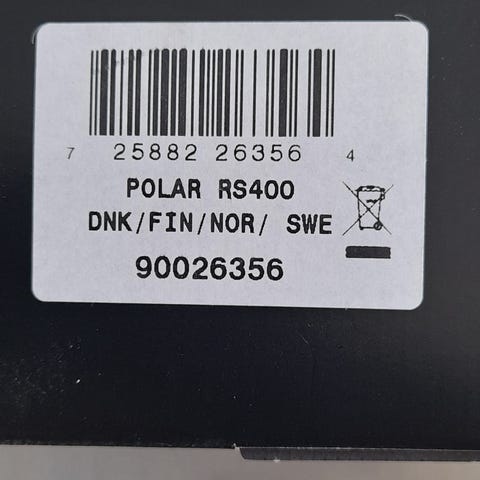 7 25882 26356 4
POLAR RS400
DNK/FIN/NOR/ SWE
90026356